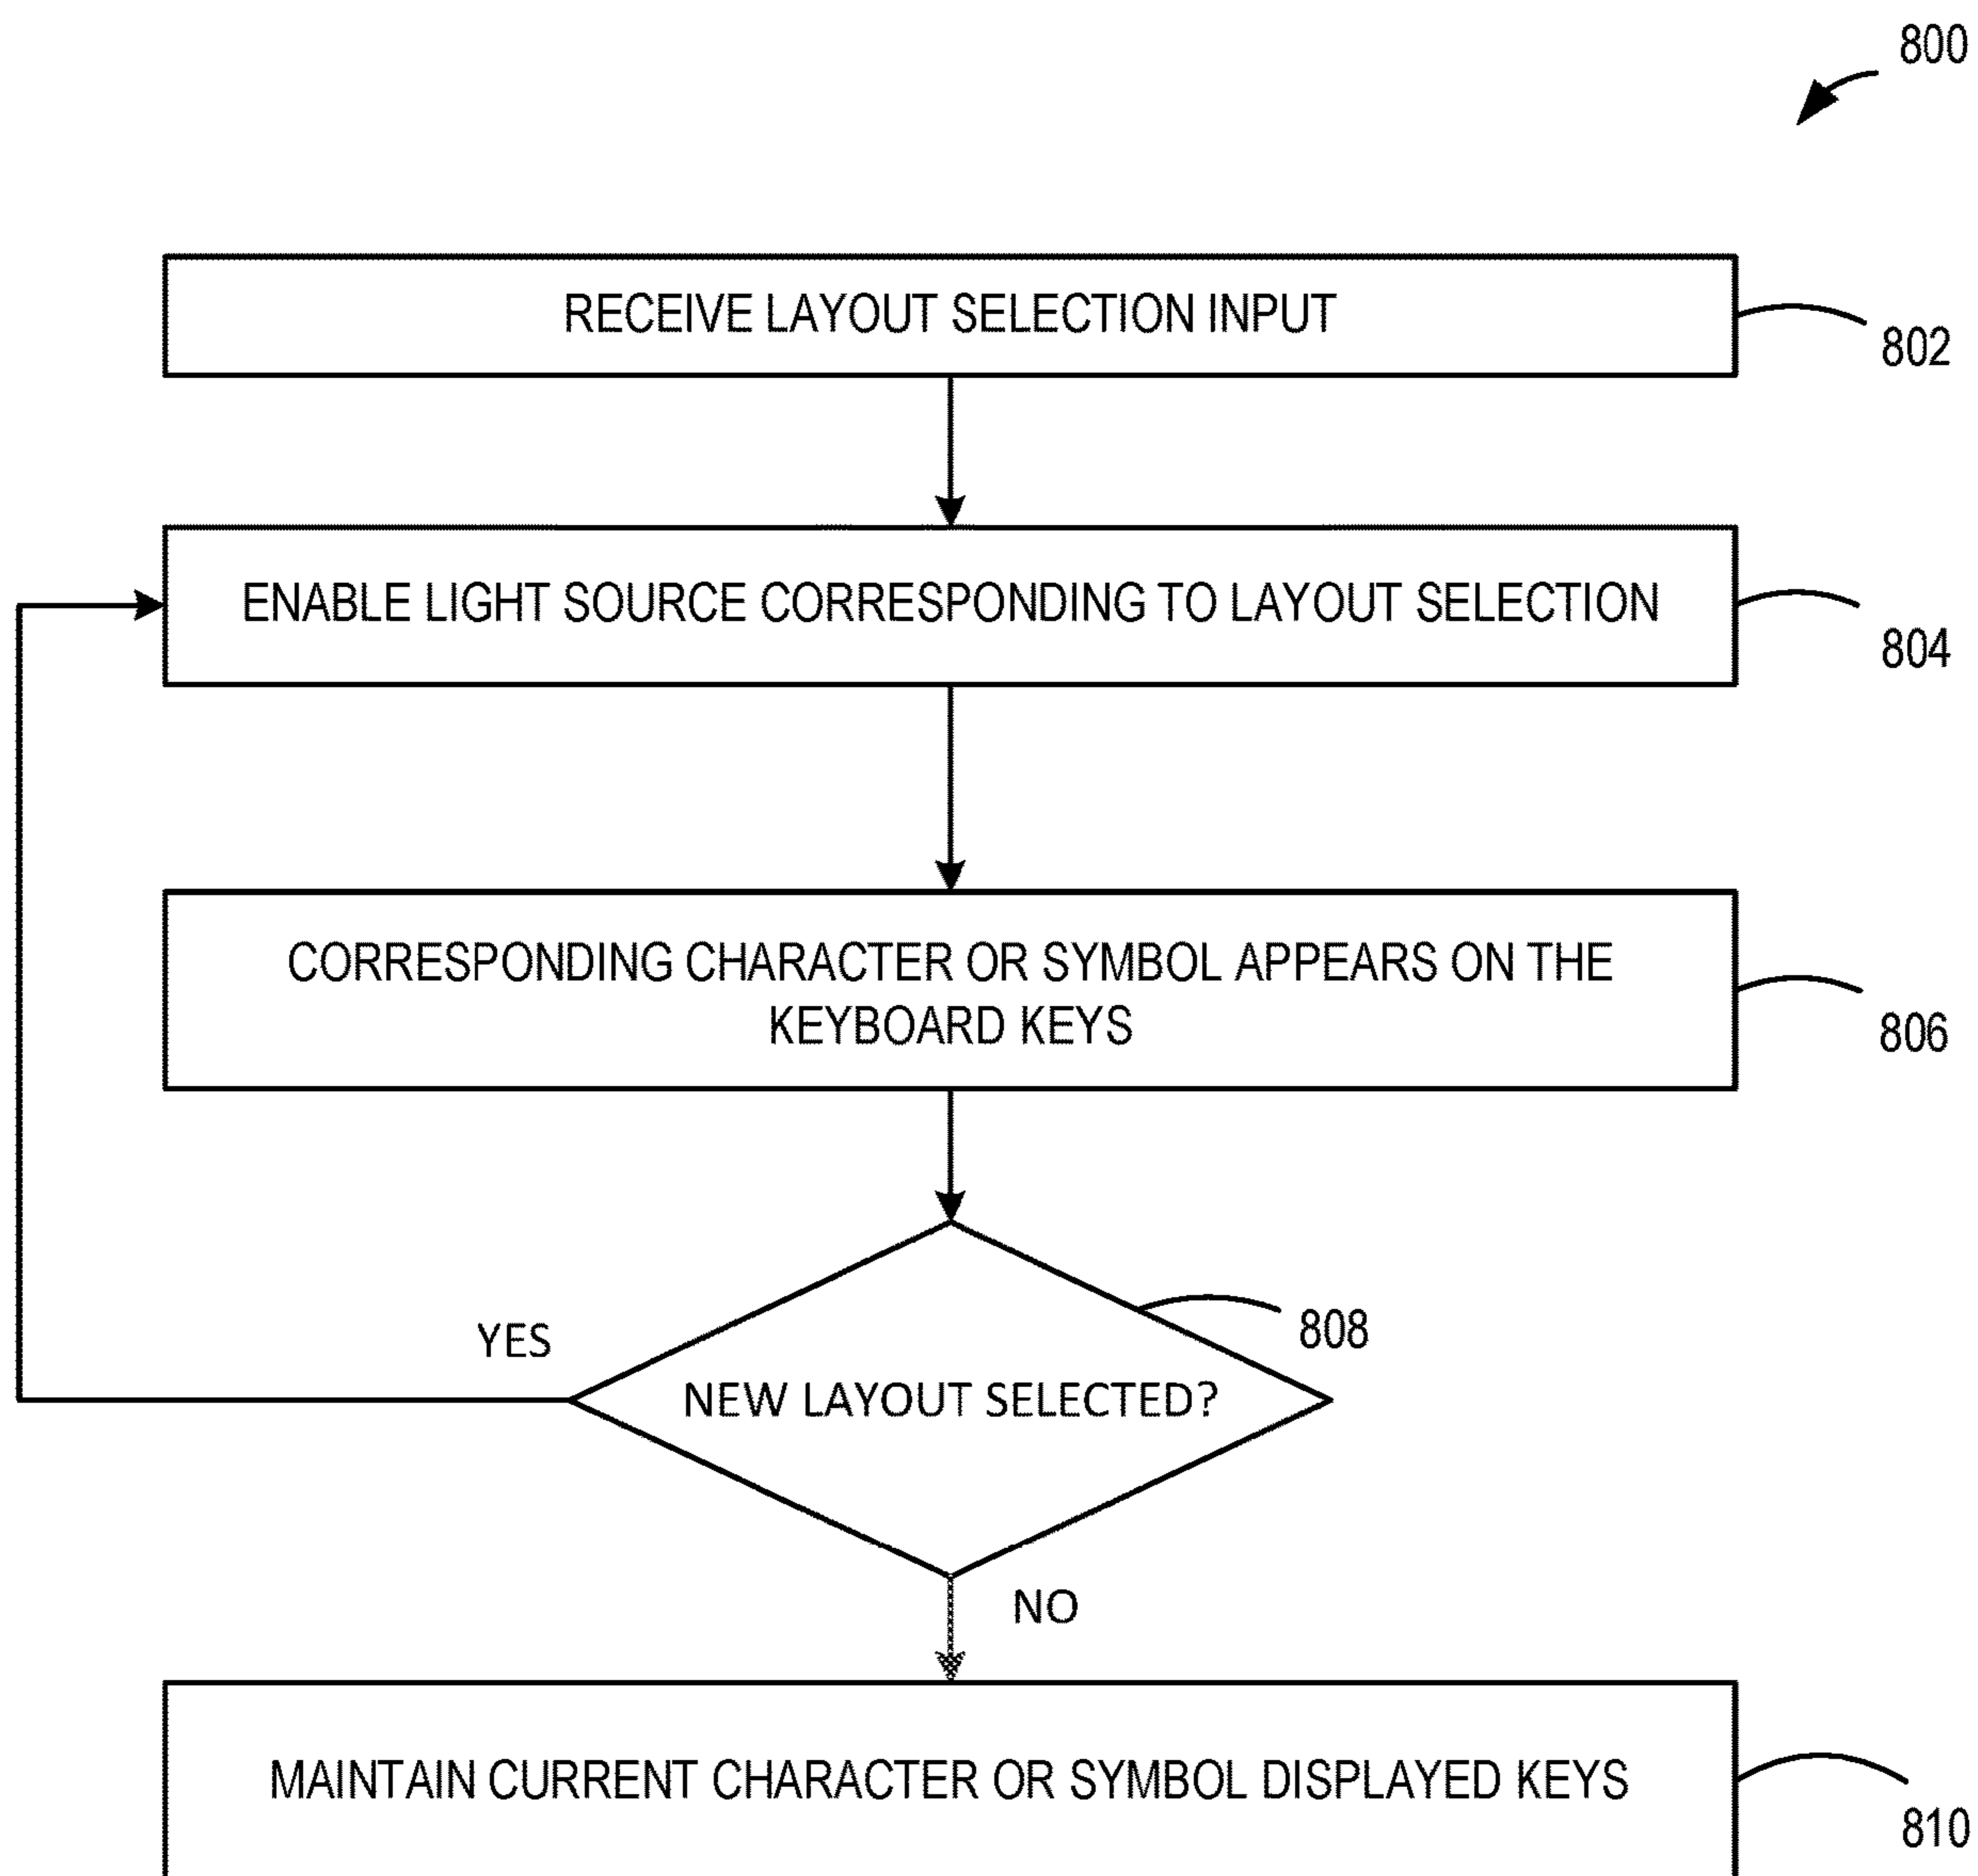 800
RECEIVE LAYOUT SELECTION INPUT
802
ENABLE LIGHT SOURCE CORRESPONDING TO LAYOUT SELECTION
804
CORRESPONDING CHARACTER OR SYMBOL APPEARS ON THE
KEYBOARD KEYS
806
YES
808
NEW LAYOUT SELECTED?
NO
MAINTAIN CURRENT CHARACTER OR SYMBOL DISPLAYED KEYS
810